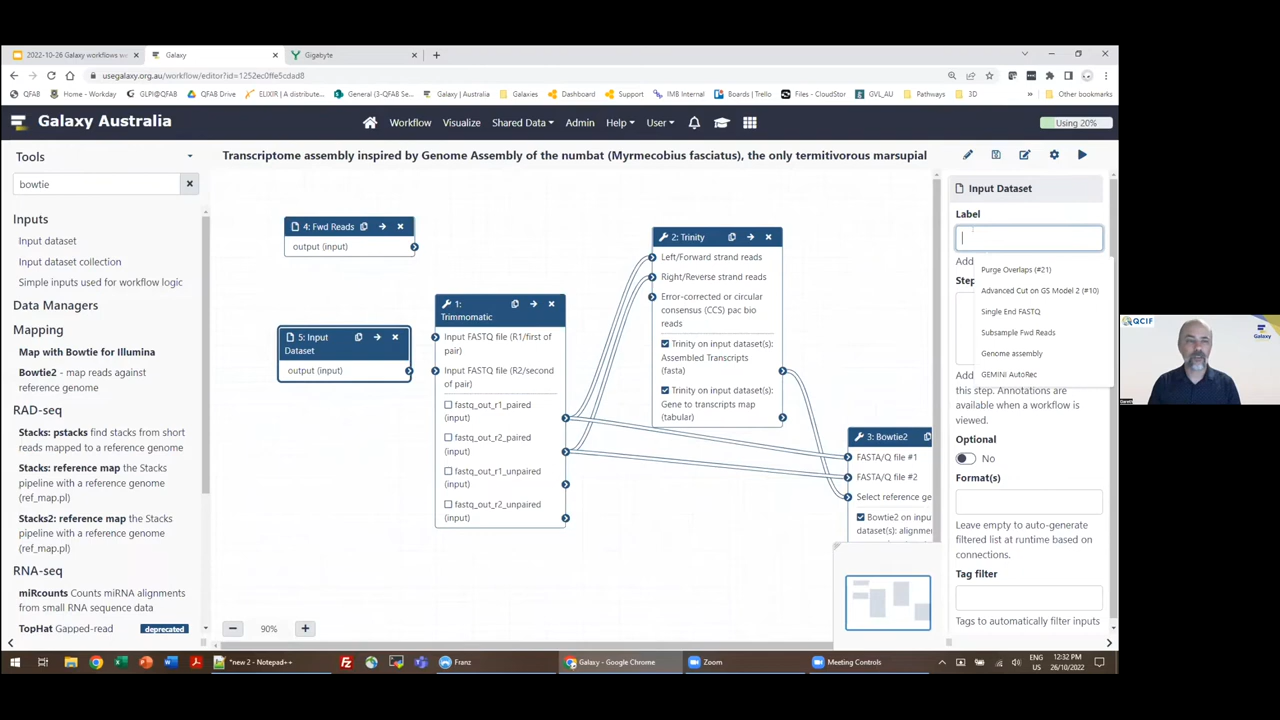 2022-10-26 Galaxy workflows wi
Galaxy
Gigabyte
usegalaxy.org.au/workflow/editor?id=1252ec0ffe5cdad8
QFAB
Home - Workday
GLPI@QFAB
QFAB Drive
ELIXIR | A distribute...
General (3-QFAB Se...
Galaxy | Australia
Galaxies
Dashboard
Support
IMB Internal
Boards | Trello
Files - CloudStor
GVL_AU
Pathways
3D
Other bookmarks
Galaxy Australia
Workflow
Visualize
Shared Data
Admin
Help
User
Using 20%
Tools
bowtie
Inputs
Input dataset
Input dataset collection
Simple inputs used for workflow logic
Data Managers
Mapping
Map with Bowtie for Illumina
Bowtie2 - map reads against
reference genome
RAD-seq
Stacks: pstacks find stacks from short
reads mapped to a reference genome
Stacks: reference map the Stacks
pipeline with a reference genome
(ref_map.pl)
Stacks2: reference map the Stacks
pipeline with a reference genome
(ref_map.pl)
RNA-seq
miRcounts Counts miRNA alignments
from small RNA sequence data
TopHat Gapped-read deprecated
Transcriptome assembly inspired by Genome Assembly of the numbat (Myrmecobius fasciatus), the only termitivorous marsupial
4: Fwd Reads
output (input)
5: Input
Dataset
output (input)
1:
Trimmomatic
Input FASTQ file (R1/first of
pair)
Input FASTQ file (R2/second
of pair)
fastq_out_r1_paired
(input)
fastq_out_r2_paired
(input)
fastq_out_r1_unpaired
(input)
fastq_out_r2_unpaired
(input)
2: Trinity
Left/Forward strand reads
Right/Reverse strand reads
Error-corrected or circular
consensus (CCS) pac bio
reads
Trinity on input dataset(s):
Assembled Transcripts
(fasta)
Trinity on input dataset(s):
Gene to transcripts map
(tabular)
3: Bowtie2
FASTA/Q file #1
FASTA/Q file #2
Select reference ge
Bowtie2 on inpu
dataset(s): alignme
90%
Input Dataset
Label
Add
Purge Overlaps (#21)
Advanced Cut on GS Model 2 (#10)
Single End FASTQ
Subsample Fwd Reads
Genome assembly
GEMINI AutoRec
Step
Add
this step. Annotations are
available when a workflow is
viewed.
Optional
No
Format(s)
Leave empty to auto-generate
filtered list at runtime based on
connections.
Tag filter
Tags to automatically filter inputs
QCIF
Galaxy
*new 2 - Notepad++
Franz
Galaxy - Google Chrome
Zoom
Meeting Controls
ENG
US
12:32 PM
26/10/2022